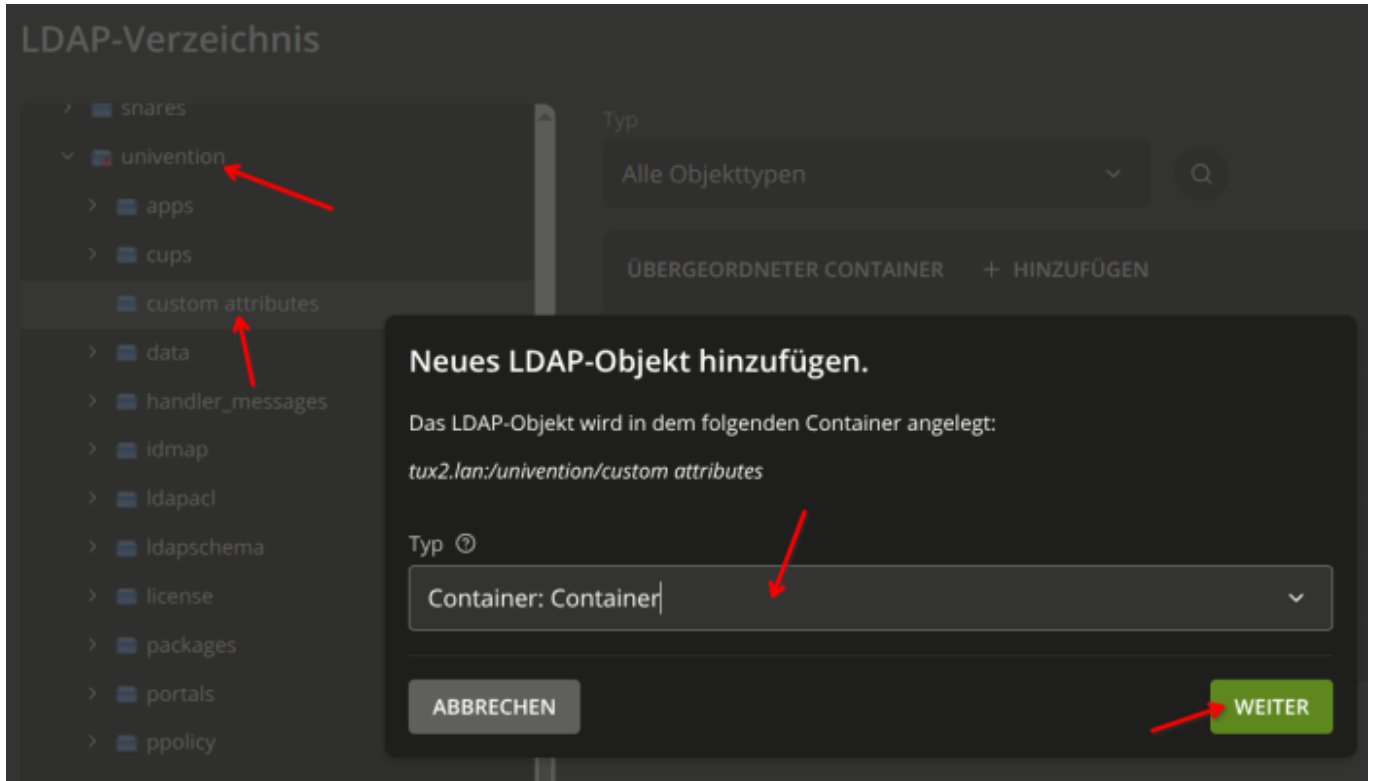 LDAP-Verzeichnis
shares
univention
apps
cups
custom attributes
data
handler_messages
idmap
ldapacl
ldapschema
license
packages
portals
ppolicy
Typ
Alle Objekttypen
ÜBERGEORDNETER CONTAINER + HINZUFÜGEN
Neues LDAP-Objekt hinzufügen.
Das LDAP-Objekt wird in dem folgenden Container angelegt:
tux2.lan:/univention/custom attributes
Typ
Container: Container
ABBRECHEN
WEITER